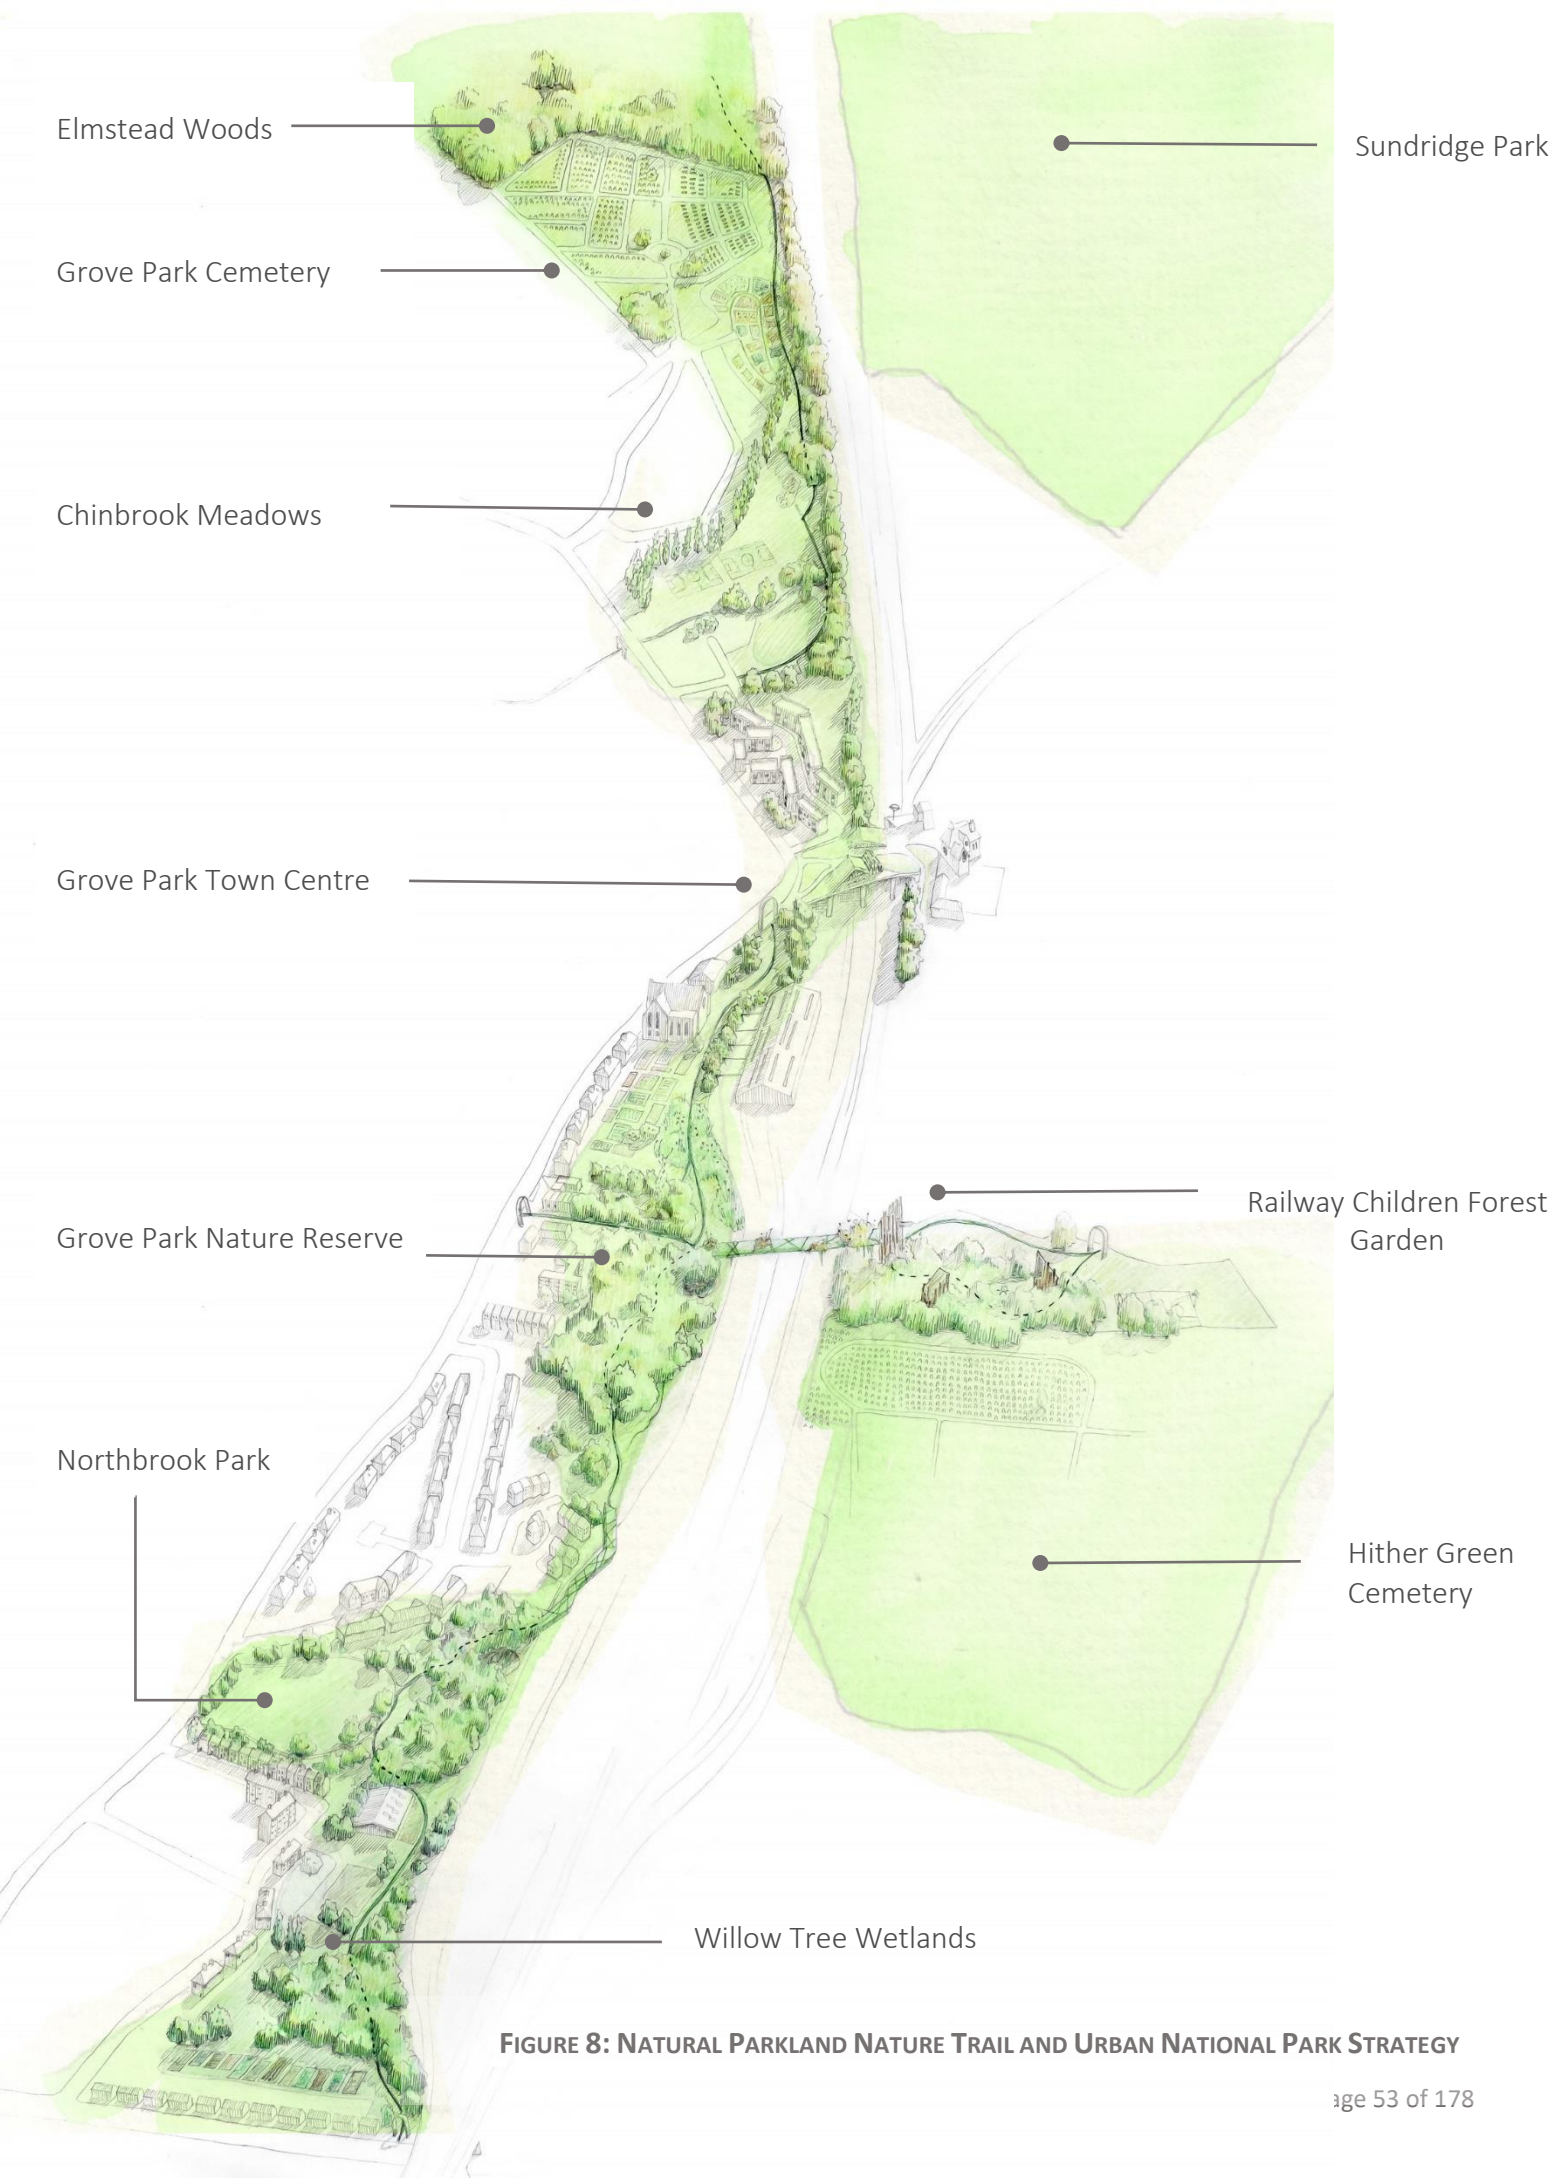 Elmstead Woods
Sundridge Park
Grove Park Cemetery
Chinbrook Meadows
Grove Park Town Centre
Railway Children Forest
Garden
Grove Park Nature Reserve
Northbrook Park
Hither Green
Cemetery
Willow Tree Wetlands
FIGURE 8: NATURAL PARKLAND NATURE TRAIL AND URBAN NATIONAL PARK STRATEGY
age 53 of 178